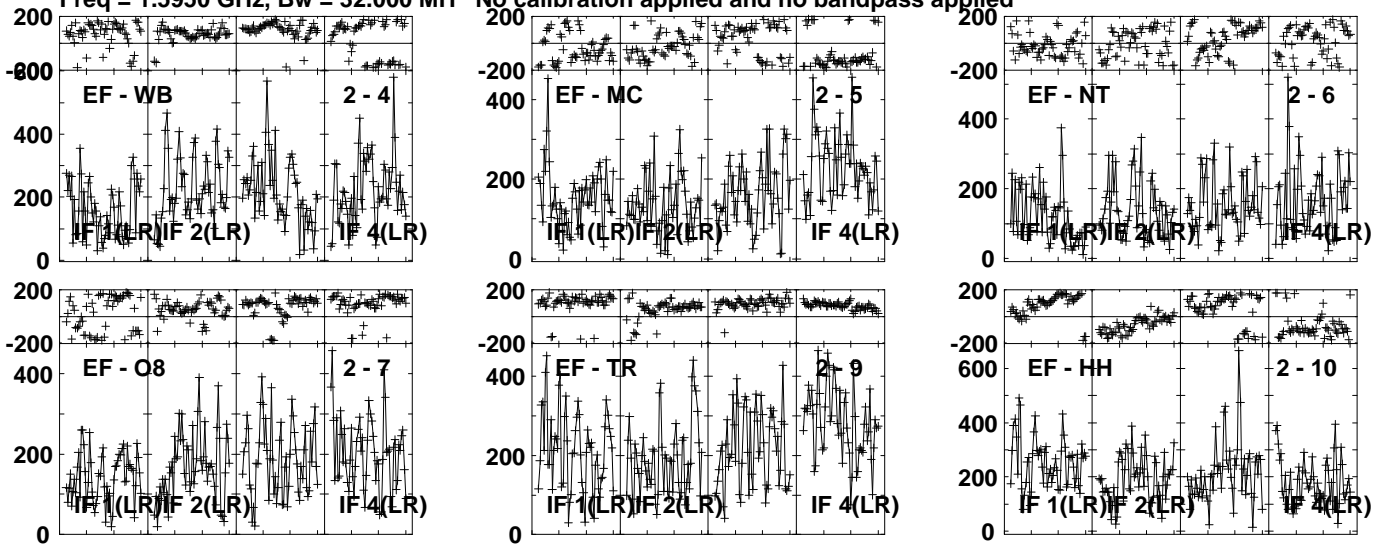 Freq = 1.5950 GHz, Bw = 32.000 MH No calibration applied and no bandpass applied
200
-200
600
400
200
0
EF - WB
2 - 4
IF 1(LR)
IF 2(LR)
IF 4(LR)
200
-200
400
200
0
EF - MC
2 - 5
IF 1(LR)
IF 2(LR)
IF 4(LR)
200
-200
400
200
0
EF - NT
2 - 6
IF 1(LR)
IF 2(LR)
IF 4(LR)
200
-200
400
200
0
EF - O8
2 - 7
IF 1(LR)
IF 2(LR)
IF 4(LR)
200
-200
400
200
0
EF - TR
2 - 9
IF 1(LR)
IF 2(LR)
IF 4(LR)
200
-200
600
400
200
0
EF - HH
2 - 10
IF 1(LR)
IF 2(LR)
IF 4(LR)